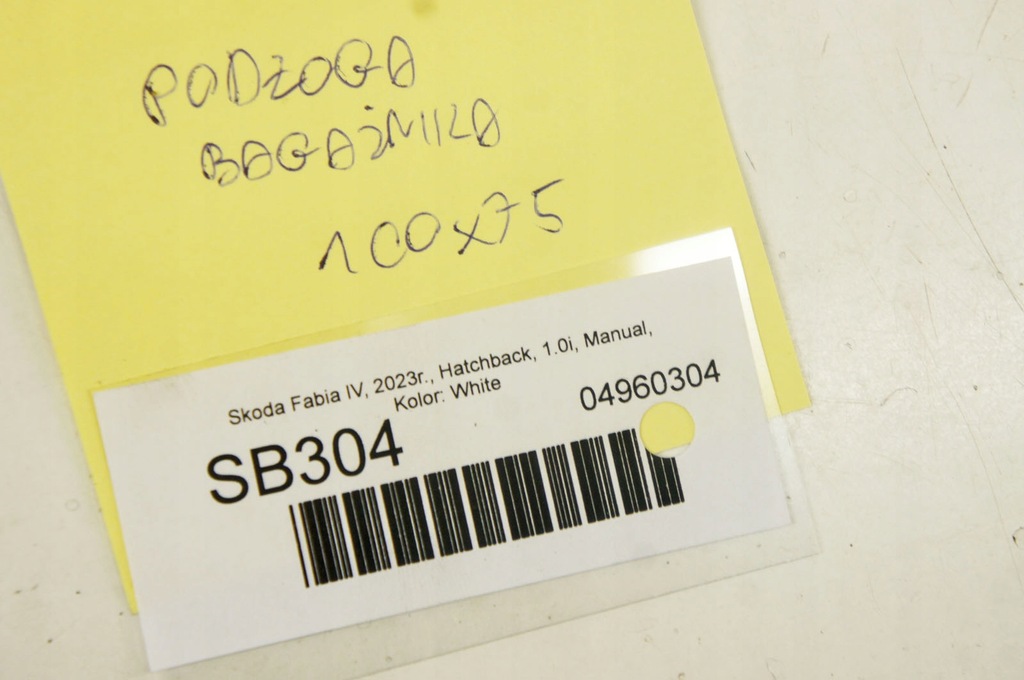 PODŁOGA
BAGAŻNIKA
100x75
Skoda Fabia IV, 2023r., Hatchback, 1.0i, Manual,
Kolor: White
04960304
SB304